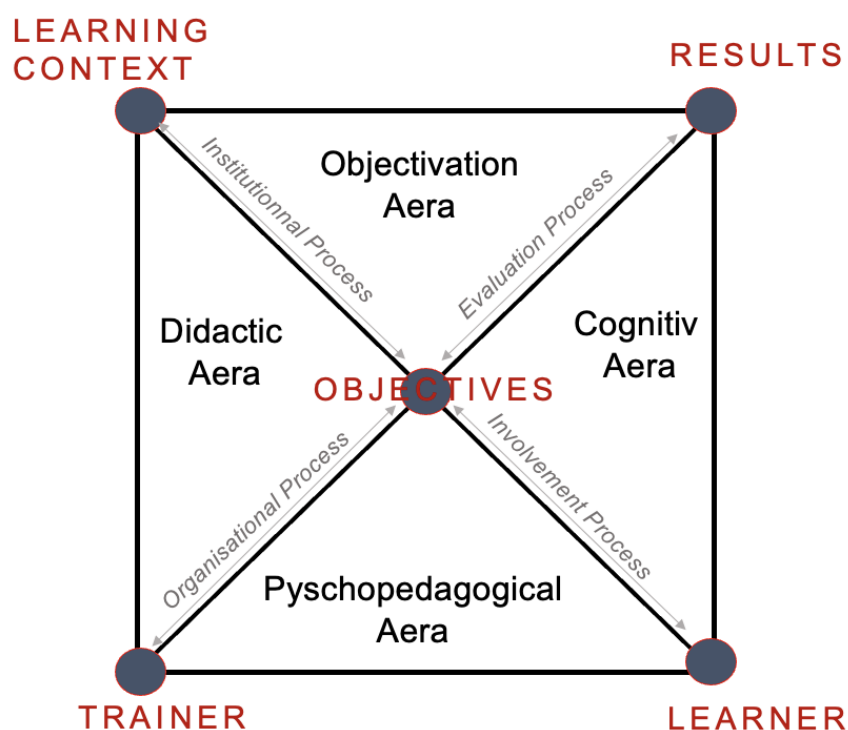 LEARNING
CONTEXT
RESULTS
Institutionnal Process
Objectivation
Aera
Evaluation Process
Didactic
Aera
Cognitiv
Aera
OBJECTIVES
Organisational Process
Involvement Process
Pyschopedagogical
Aera
TRAINER
LEARNER